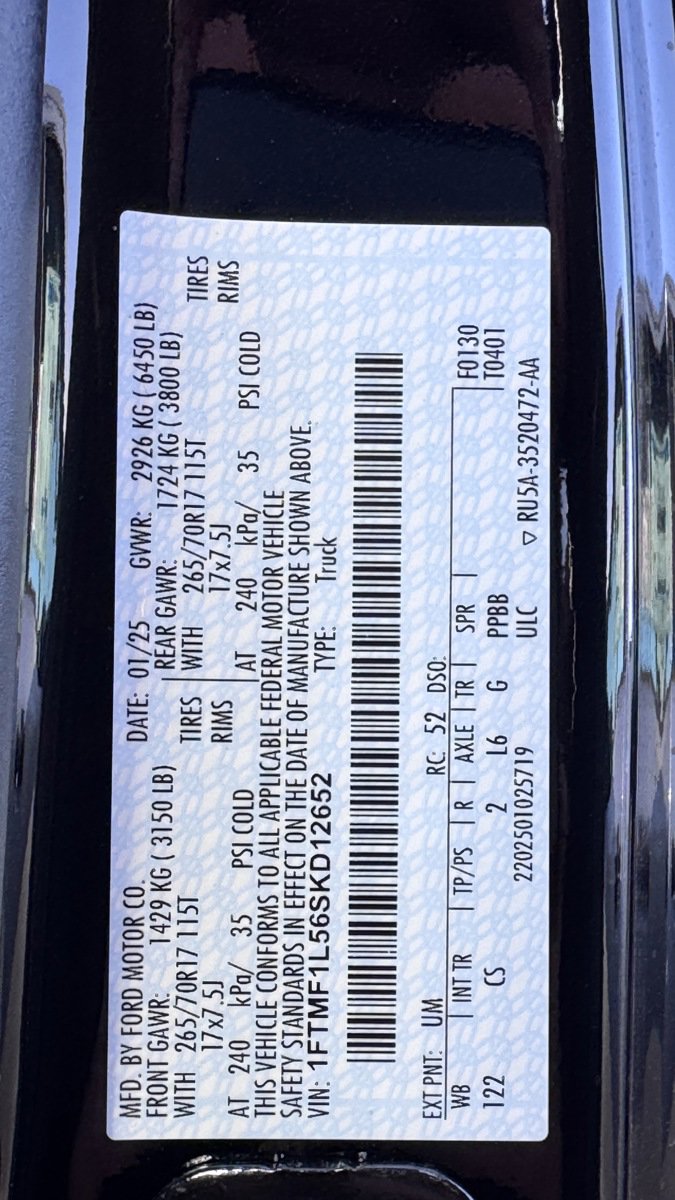 MFD. BY FORD MOTOR CO. DATE: 01/25 GVWR: 2926 KG ( 6450 LB)
FRONT GAWR: 1429 KG ( 3150 LB) REAR GAWR: 1724 KG ( 3800 LB)
WITH 265/70R17 115T TIRES WITH 265/70R17 115T TIRES
17x7.5J RIMS 17x7.5J RIMS
AT 240 kPa/ 35 PSI COLD AT 240 kPa/ 35 PSI COLD
THIS VEHICLE CONFORMS TO ALL APPLICABLE FEDERAL MOTOR VEHICLE
SAFETY STANDARDS IN EFFECT ON THE DATE OF MANUFACTURE SHOWN ABOVE.
VIN: 1FTMF1L56SKD12652 TYPE: Truck
EXT PNT: UM RC: 52 DSO:
WB INT TR TP/PS R AXLE TR SPR F0130
122 CS 2 L6 G PPBB T0401
2202501025719 ULC ▽ RU5A-3520472-AA